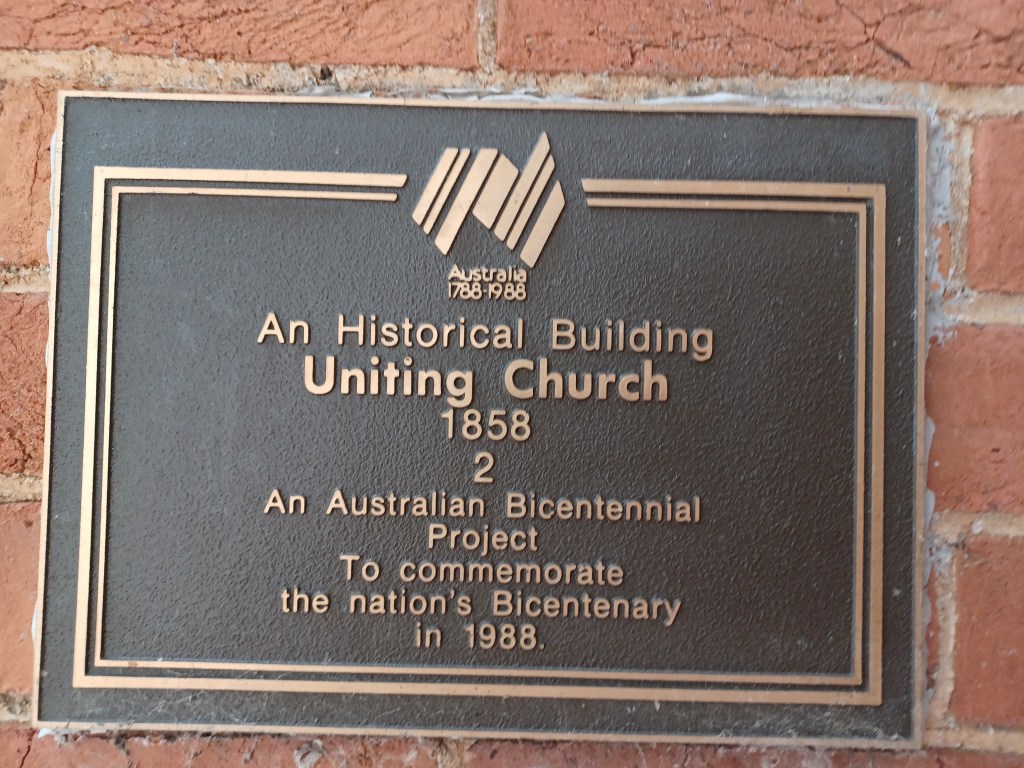 Australia
1788-1988
An Historical Building
Uniting Church
1858
2
An Australian Bicentennial
Project
To commemorate
the nation's Bicentenary
in 1988.